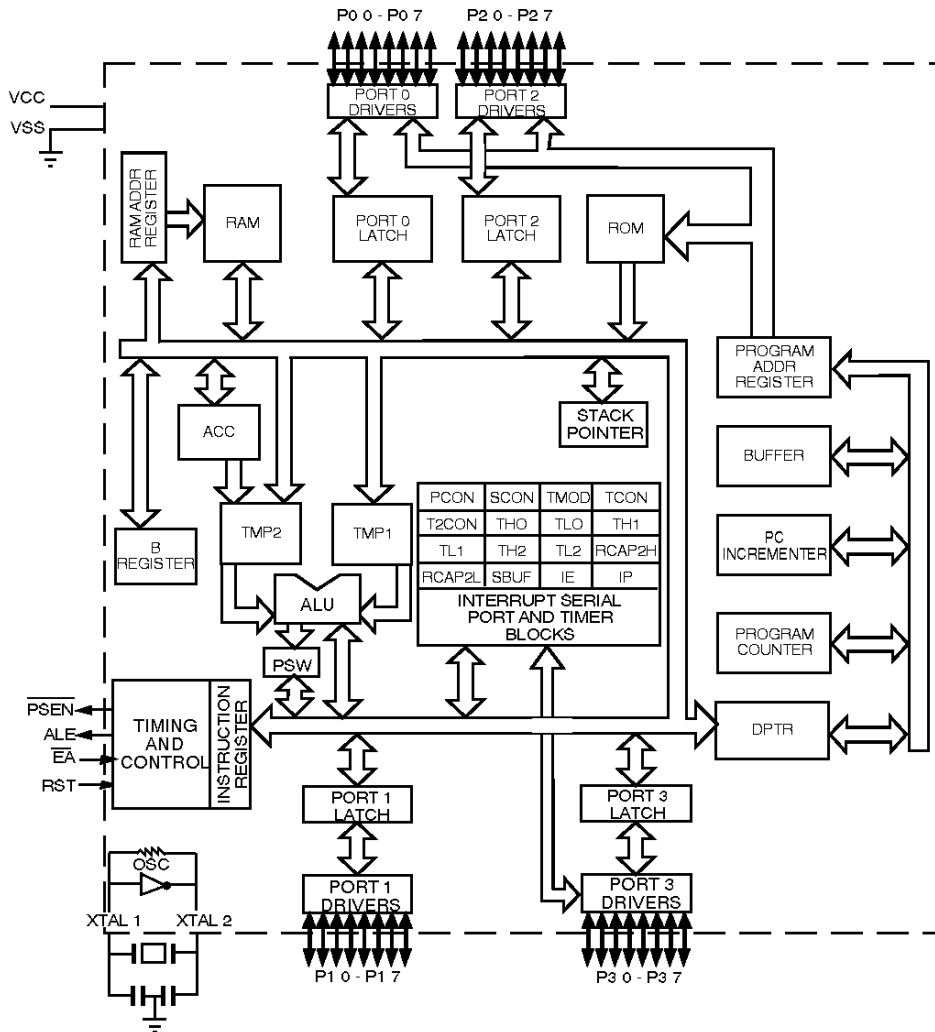 P0 0 - P0 7
P2 0 - P2 7
VCC
VSS
PORT 0
DRIVERS
PORT 2
DRIVERS
RAM ADDR
REGISTER
RAM
PORT 0
LATCH
PORT 2
LATCH
ROM
PROGRAM
ADDR
REGISTER
ACC
STACK
POINTER
BUFFER
B
REGISTER
TMP2
TMP1
PCON SCON TMOD TCON
T2CON TH0 TL0 TH1
TL1 TH2 TL2 RCAP2H
RCAP2L SBUF IE IP
INTERRUPT SERIAL
PORT AND TIMER
BLOCKS
PC
INCREMENTER
ALU
PSW
PROGRAM
COUNTER
PSEN
ALE
EA
RST
TIMING
AND
CONTROL
INSTRUCTION
REGISTER
DPTR
PORT 1
LATCH
PORT 3
LATCH
OSC
XTAL 1
XTAL 2
PORT 1
DRIVERS
PORT 3
DRIVERS
P1 0 - P1 7
P3 0 - P3 7